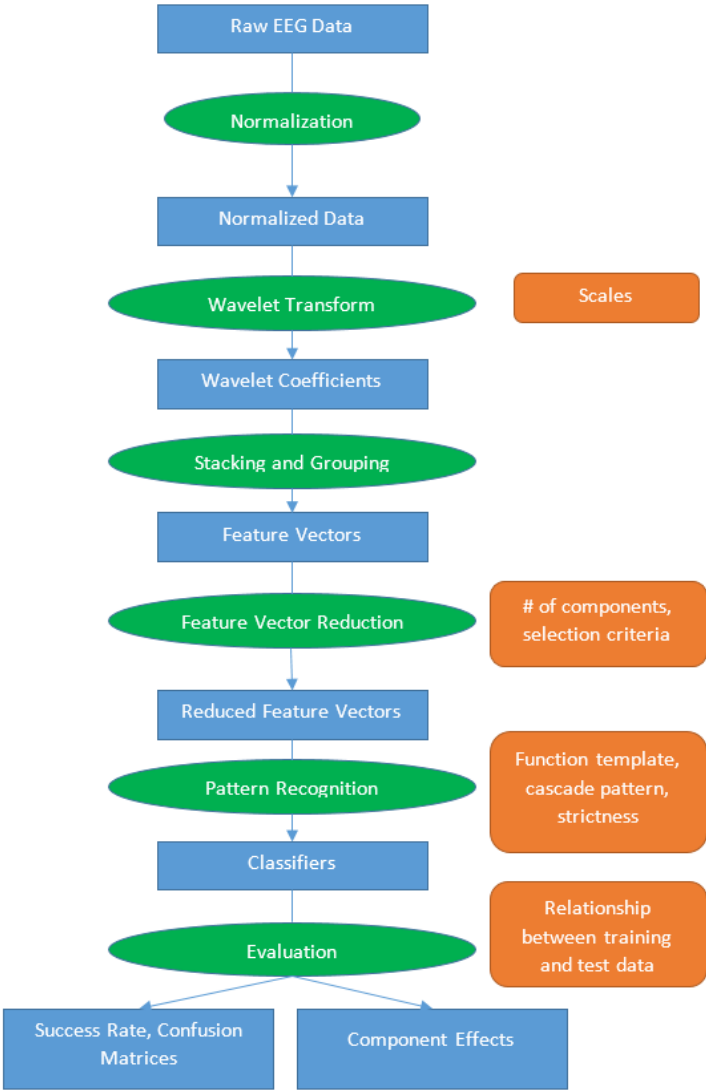 Raw EEG Data
Normalization
Normalized Data
Wavelet Transform
Scales
Wavelet Coefficients
Stacking and Grouping
Feature Vectors
Feature Vector Reduction
# of components,
selection criteria
Reduced Feature Vectors
Pattern Recognition
Function template,
cascade pattern,
strictness
Classifiers
Evaluation
Relationship
between training
and test data
Success Rate, Confusion
Matrices
Component Effects